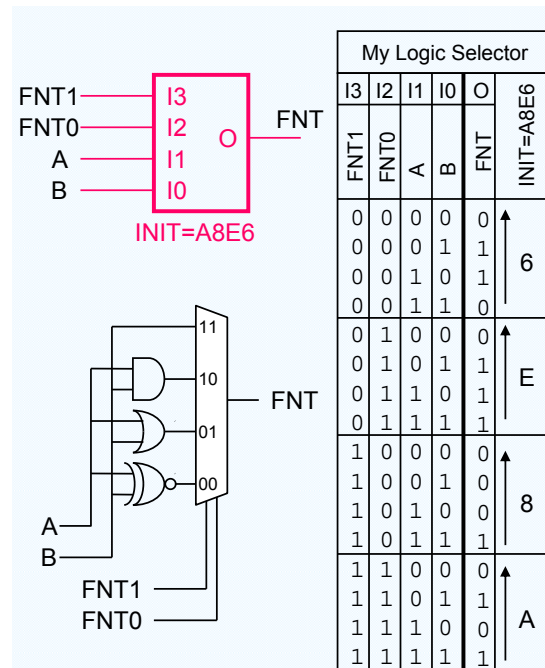 FNT1
FNT0
A
B
I3
I2
I1
I0
O
FNT
INIT=A8E6
11
10
01
00
FNT
A
B
FNT1
FNT0
My Logic Selector
I3 I2 I1 I0 O INIT=A8E6
FNT1 FNT0 A B FNT
0 0 0 0 0
0 0 0 1 1
0 0 1 0 1
0 0 1 1 0
6
0 1 0 0 0
0 1 0 1 1
0 1 1 0 1
0 1 1 1 1
E
1 0 0 0 0
1 0 0 1 0
1 0 1 0 0
1 0 1 1 1
8
1 1 0 0 0
1 1 0 1 1
1 1 1 0 0
1 1 1 1 1
A